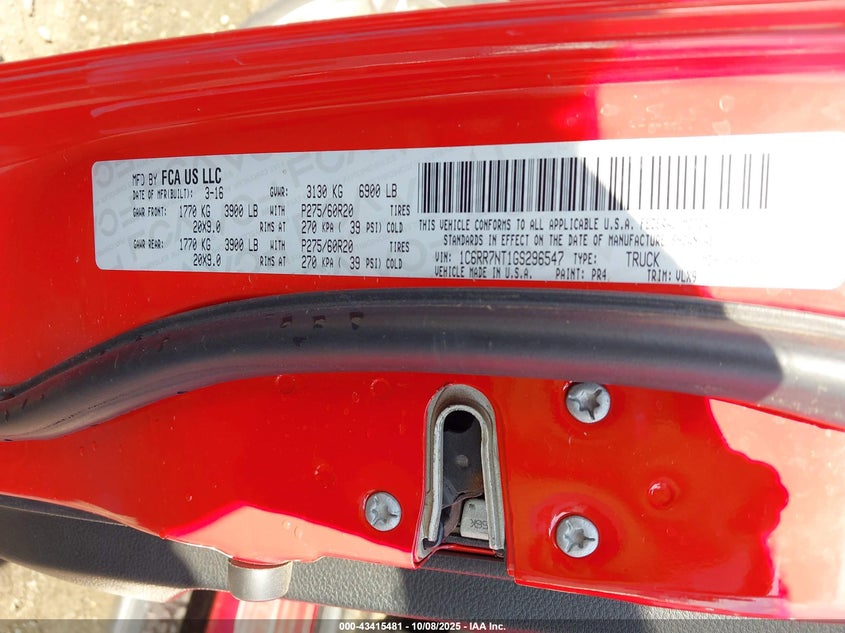 MFD BY FCA US LLC
DATE OF MFR(BUILT): 3-16 GVWR: 3130 KG 6900 LB
GAWR FRONT: 1770 KG 3900 LB WITH P275/60R20 TIRES
20X9.0 RIMS AT 270 KPA ( 39 PSI) COLD
GAWR REAR: 1770 KG 3900 LB WITH P275/60R20 TIRES
20X9.0 RIMS AT 270 KPA ( 39 PSI) COLD
THIS VEHICLE CONFORMS TO ALL APPLICABLE U.S.A.
STANDARDS IN EFFECT ON THE DATE OF MANUFACTURE
VIN: 1C6RR7NT1GS296547 TYPE: TRUCK
VEHICLE MADE IN U.S.A. PAINT: PR4 TRIM:
000-43415481 - 10/08/2025 - IAA Inc.